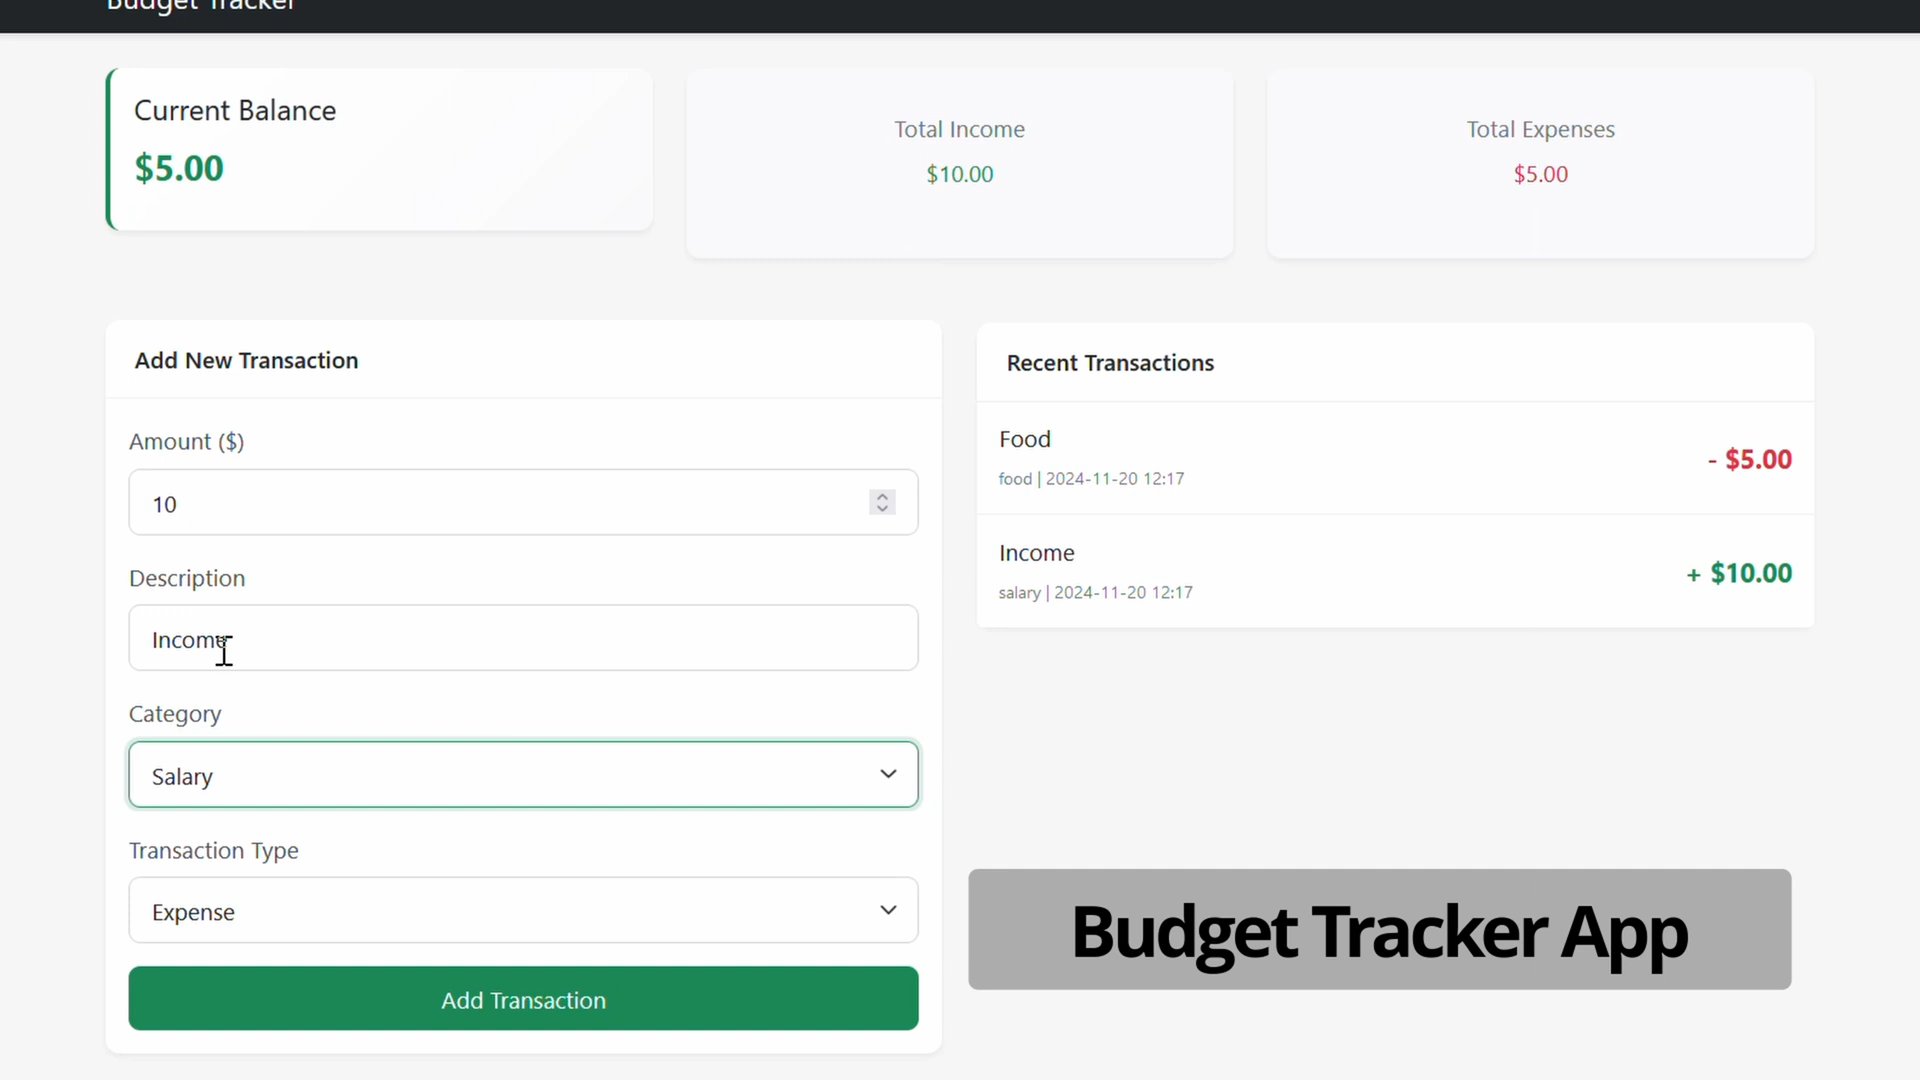 Budget Tracker
Current Balance
$5.00
Total Income
$10.00
Total Expenses
$5.00
Add New Transaction
Amount ($)
10
Description
Income
Category
Salary
Transaction Type
Expense
Add Transaction
Recent Transactions
Food
food | 2024-11-20 12:17
- $5.00
Income
salary | 2024-11-20 12:17
+ $10.00
Budget Tracker App